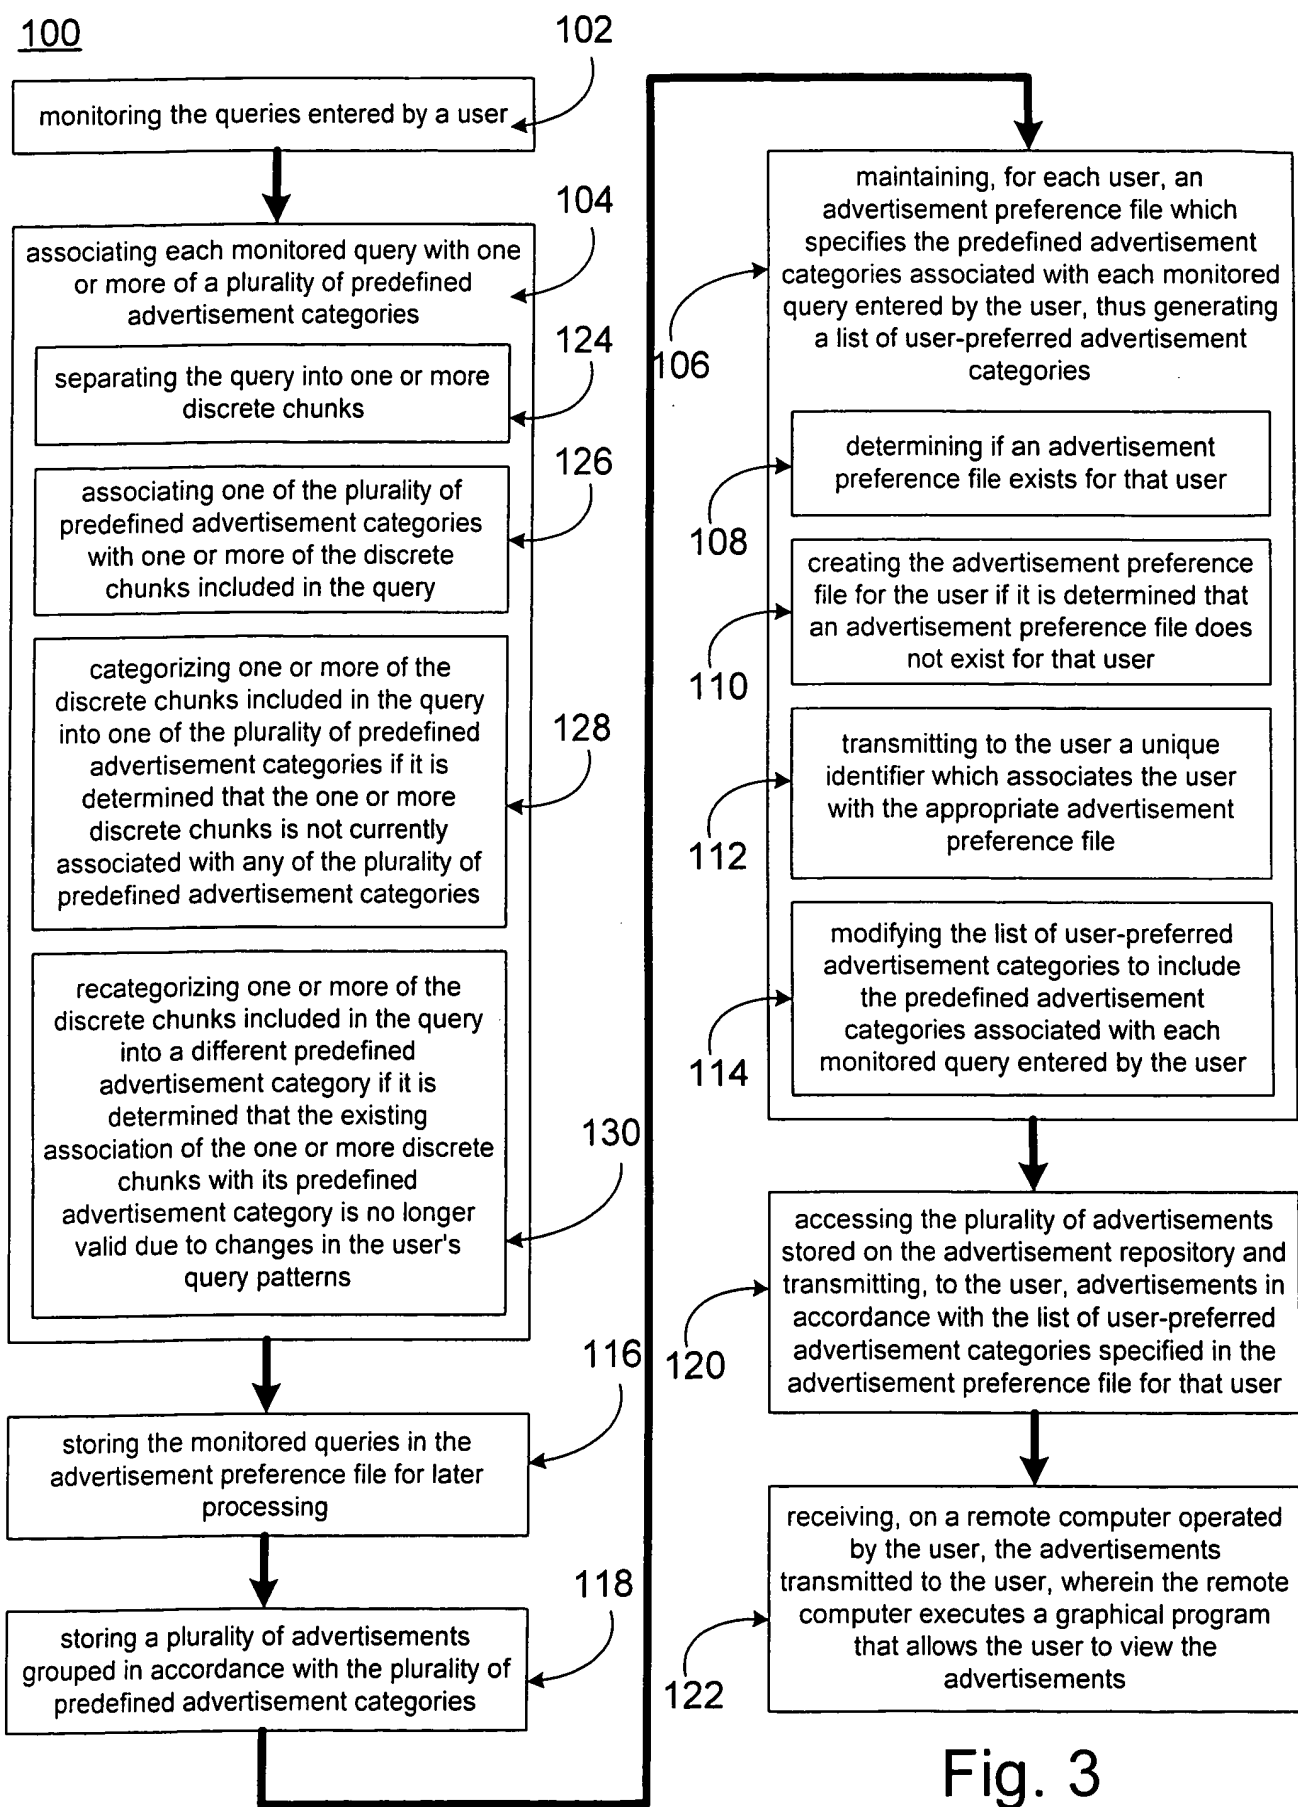 100
102
monitoring the queries entered by a user
104
associating each monitored query with one
or more of a plurality of predefined
advertisement categories
124
separating the query into one or more
discrete chunks
126
associating one of the plurality of
predefined advertisement categories
with one or more of the discrete
chunks included in the query
128
categorizing one or more of the
discrete chunks included in the query
into one of the plurality of predefined
advertisement categories if it is
determined that the one or more
discrete chunks is not currently
associated with any of the plurality of
predefined advertisement categories
130
recategorizing one or more of the
discrete chunks included in the query
into a different predefined
advertisement category if it is
determined that the existing
association of the one or more discrete
chunks with its predefined
advertisement category is no longer
valid due to changes in the user's
query patterns
116
storing the monitored queries in the
advertisement preference file for later
processing
118
storing a plurality of advertisements
grouped in accordance with the plurality of
predefined advertisement categories
106
maintaining, for each user, an
advertisement preference file which
specifies the predefined advertisement
categories associated with each monitored
query entered by the user, thus generating
a list of user-preferred advertisement
categories
108
determining if an advertisement
preference file exists for that user
110
creating the advertisement preference
file for the user if it is determined that
an advertisement preference file does
not exist for that user
112
transmitting to the user a unique
identifier which associates the user
with the appropriate advertisement
preference file
114
modifying the list of user-preferred
advertisement categories to include
the predefined advertisement
categories associated with each
monitored query entered by the user
120
accessing the plurality of advertisements
stored on the advertisement repository and
transmitting, to the user, advertisements in
accordance with the list of user-preferred
advertisement categories specified in the
advertisement preference file for that user
122
receiving, on a remote computer operated
by the user, the advertisements
transmitted to the user, wherein the remote
computer executes a graphical program
that allows the user to view the
advertisements
Fig. 3